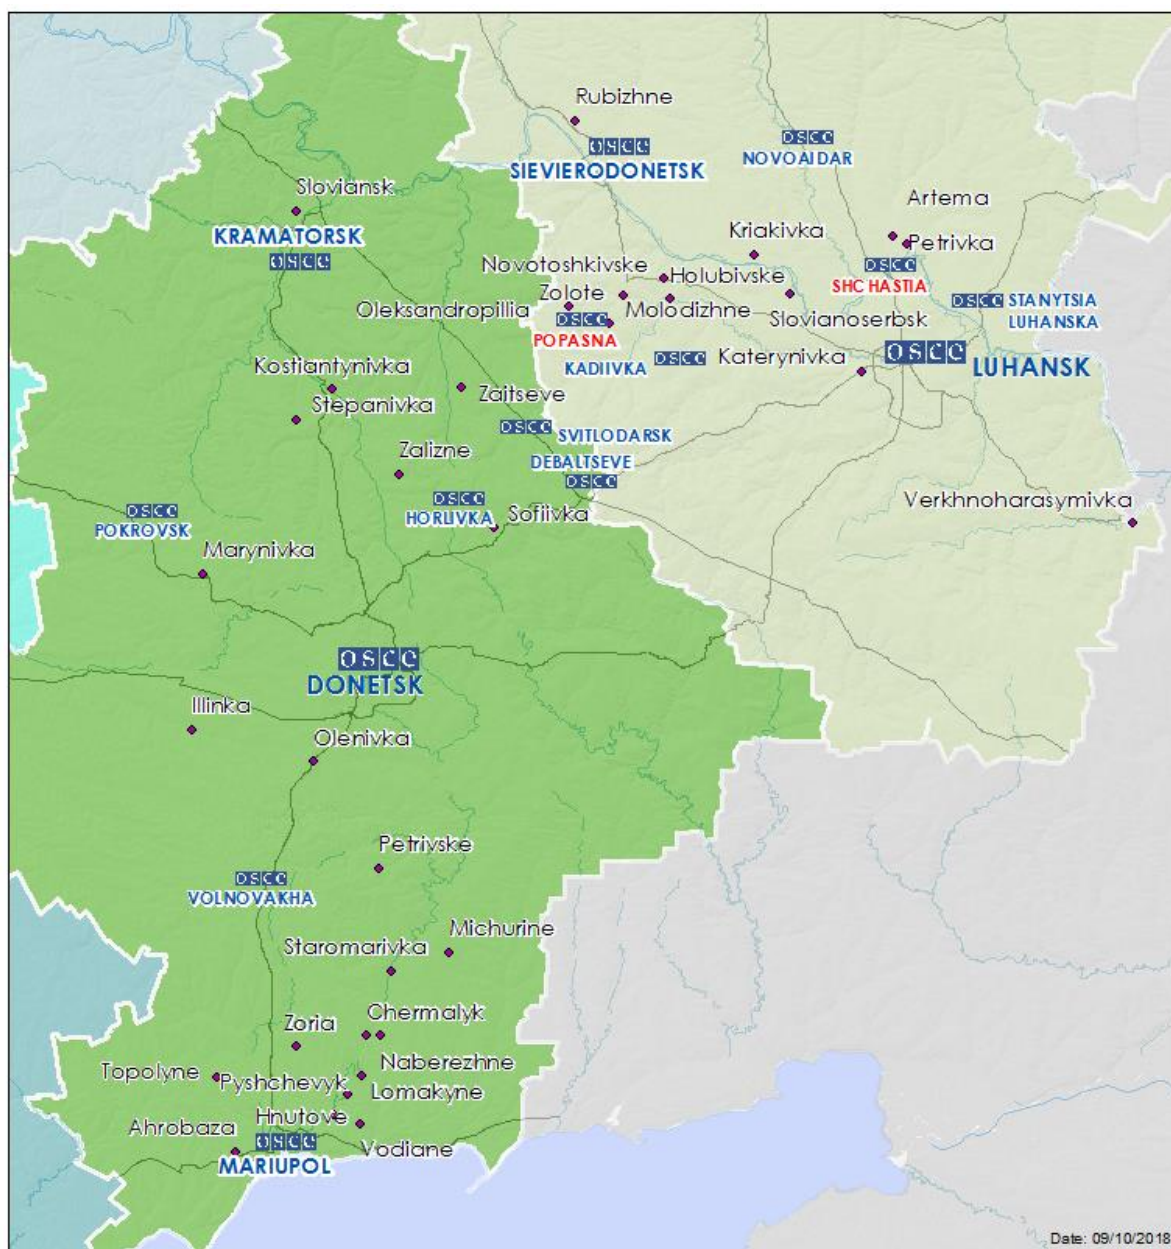 Rubizhne
OSCE
SIEVIERODONETSK
OSCE
NOVOAIDAR
Sloviansk
KRAMATORSK
OSCE
Artema
Kriakivka
Petrivka
OSCE
SHCHASTIA
Novotoshkivske
Holubivske
Zolote
Oleksandropillia
Molodizhne
OSCE
POPASNA
Slovianoserbsk
OSCE
STANYTSIA
LUHANSKA
OSCE
LUHANSK
Katerynivka
KADIIVKA
OSCE
Kostiantynivka
Stepanivka
Zaitseve
OSCE
SVITLODARSK
DEBALTSEVE
OSCE
Zalizne
OSCE
HORLIVKA
Sofiivka
Verkhnoharasymivka
OSCE
POKROVSK
Marynivka
OSCE
DONETSK
Illinka
Olenivka
Petrivske
OSCE
VOLNOVAKHA
Michurine
Staromarivka
Chermalyk
Zoria
Naberezhne
Topolyne
Pyshchevyk
Lomakyne
Hnutove
Ahrobaza
OSCE
MARIUPOL
Vodiane
Date: 09/10/2018